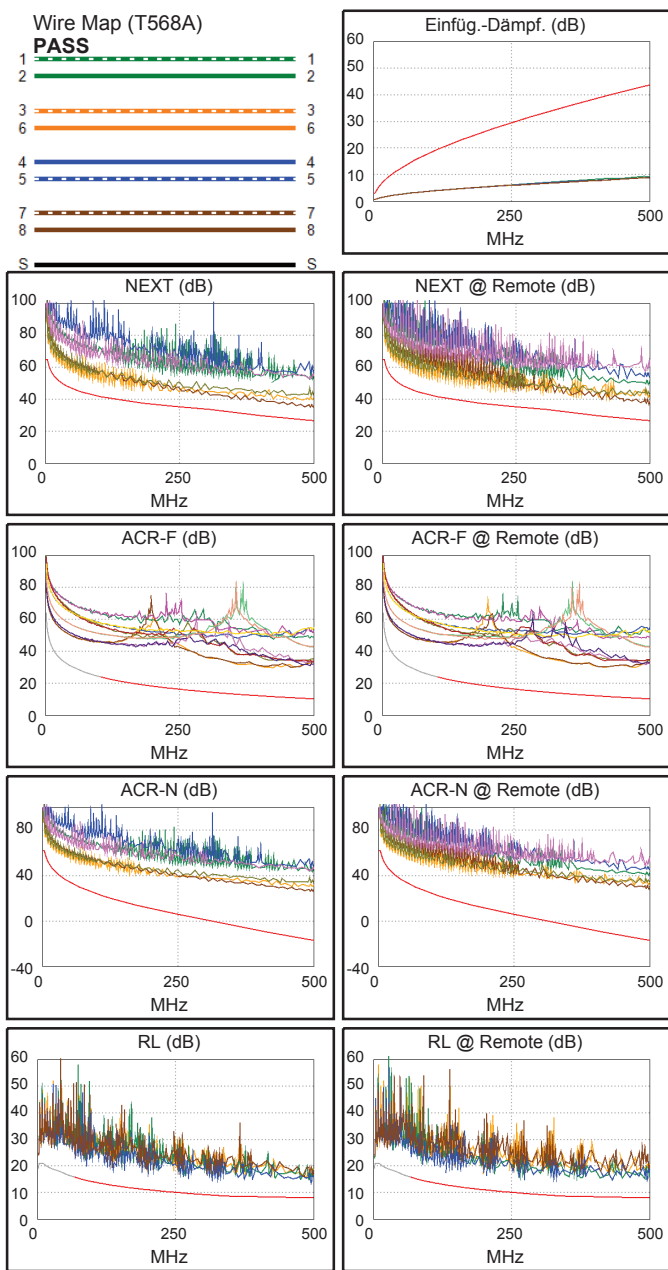 Wire Map (T568A)
PASS
1 1
2 2
3 3
6 6
4 4
5 5
7 7
8 8
S S
Einfüg.-Dämpf. (dB)
60
50
40
30
20
10
0
0 250 500
MHz
NEXT (dB)
100
80
60
40
20
0
0 250 500
MHz
NEXT @ Remote (dB)
100
80
60
40
20
0
0 250 500
MHz
ACR-F (dB)
100
80
60
40
20
0
0 250 500
MHz
ACR-F @ Remote (dB)
100
80
60
40
20
0
0 250 500
MHz
ACR-N (dB)
80
40
0
-40
0 250 500
MHz
ACR-N @ Remote (dB)
80
40
0
-40
0 250 500
MHz
RL (dB)
60
50
40
30
20
10
0
0 250 500
MHz
RL @ Remote (dB)
60
50
40
30
20
10
0
0 250 500
MHz